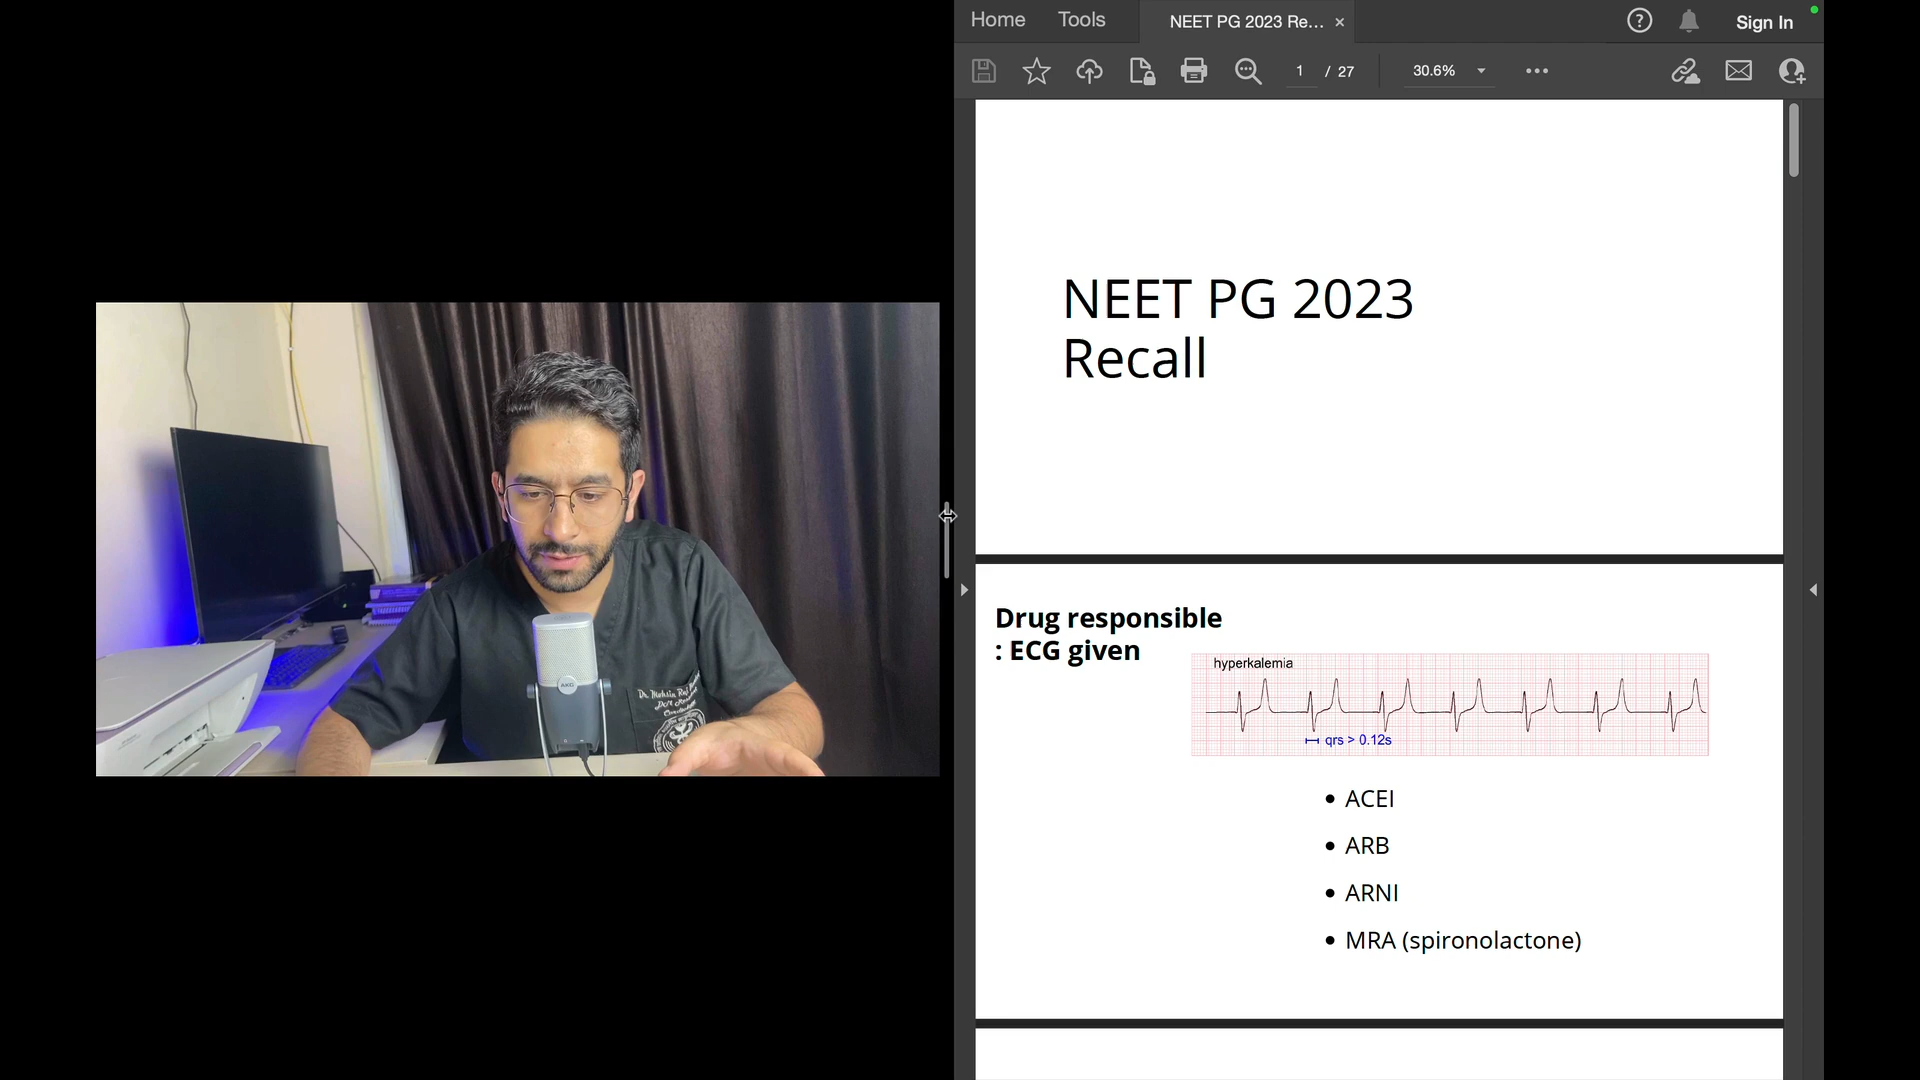 Home
Tools
NEET PG 2023 Re...
Sign In
1 / 27
30.6%
NEET PG 2023
Recall
Drug responsible
: ECG given
hyperkalemia
qrs > 0.12s
• ACEI
• ARB
• ARNI
• MRA (spironolactone)
AKG